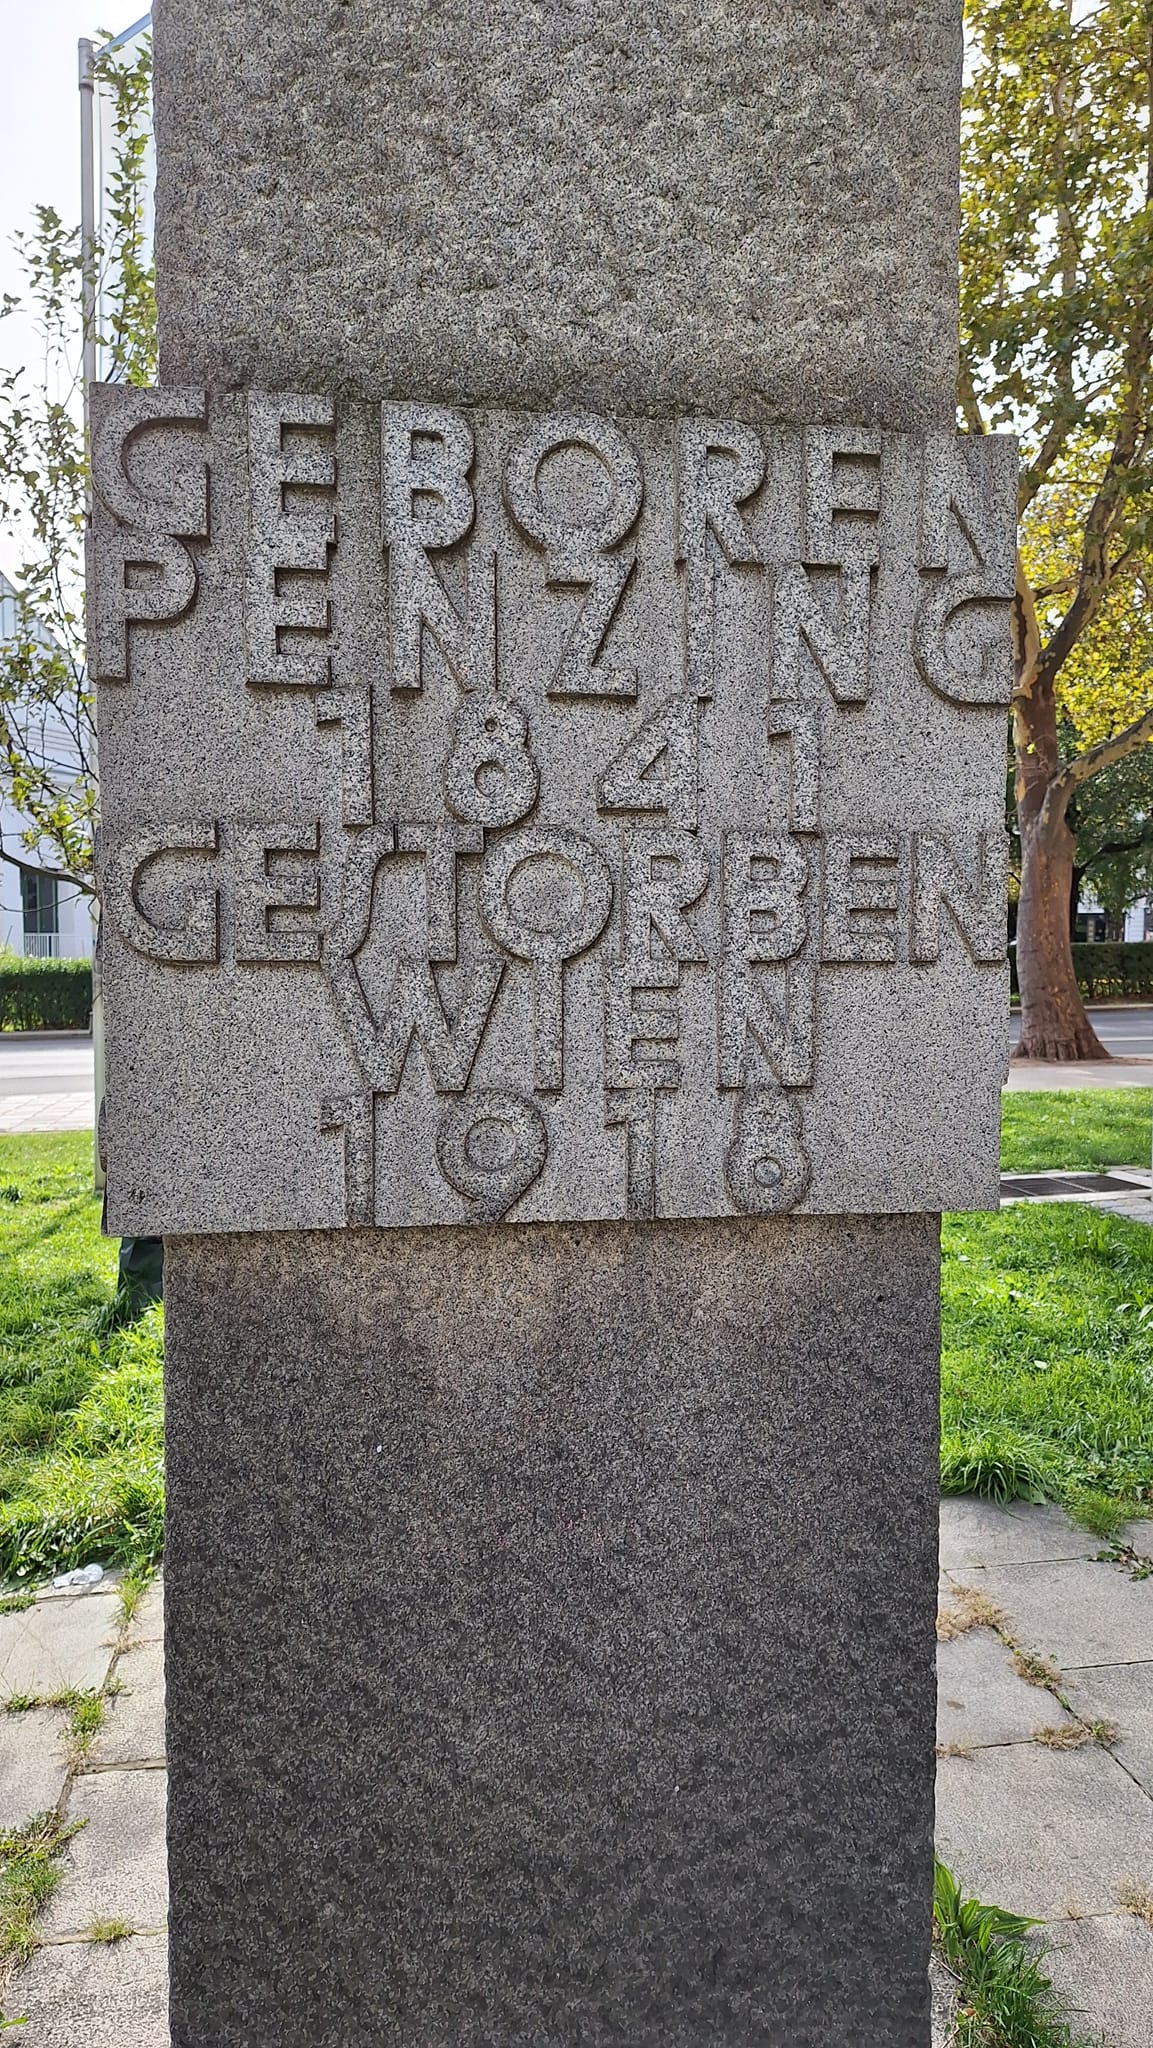 GEBOREN
PENZING
1841
GESTORBEN
WIEN
1918